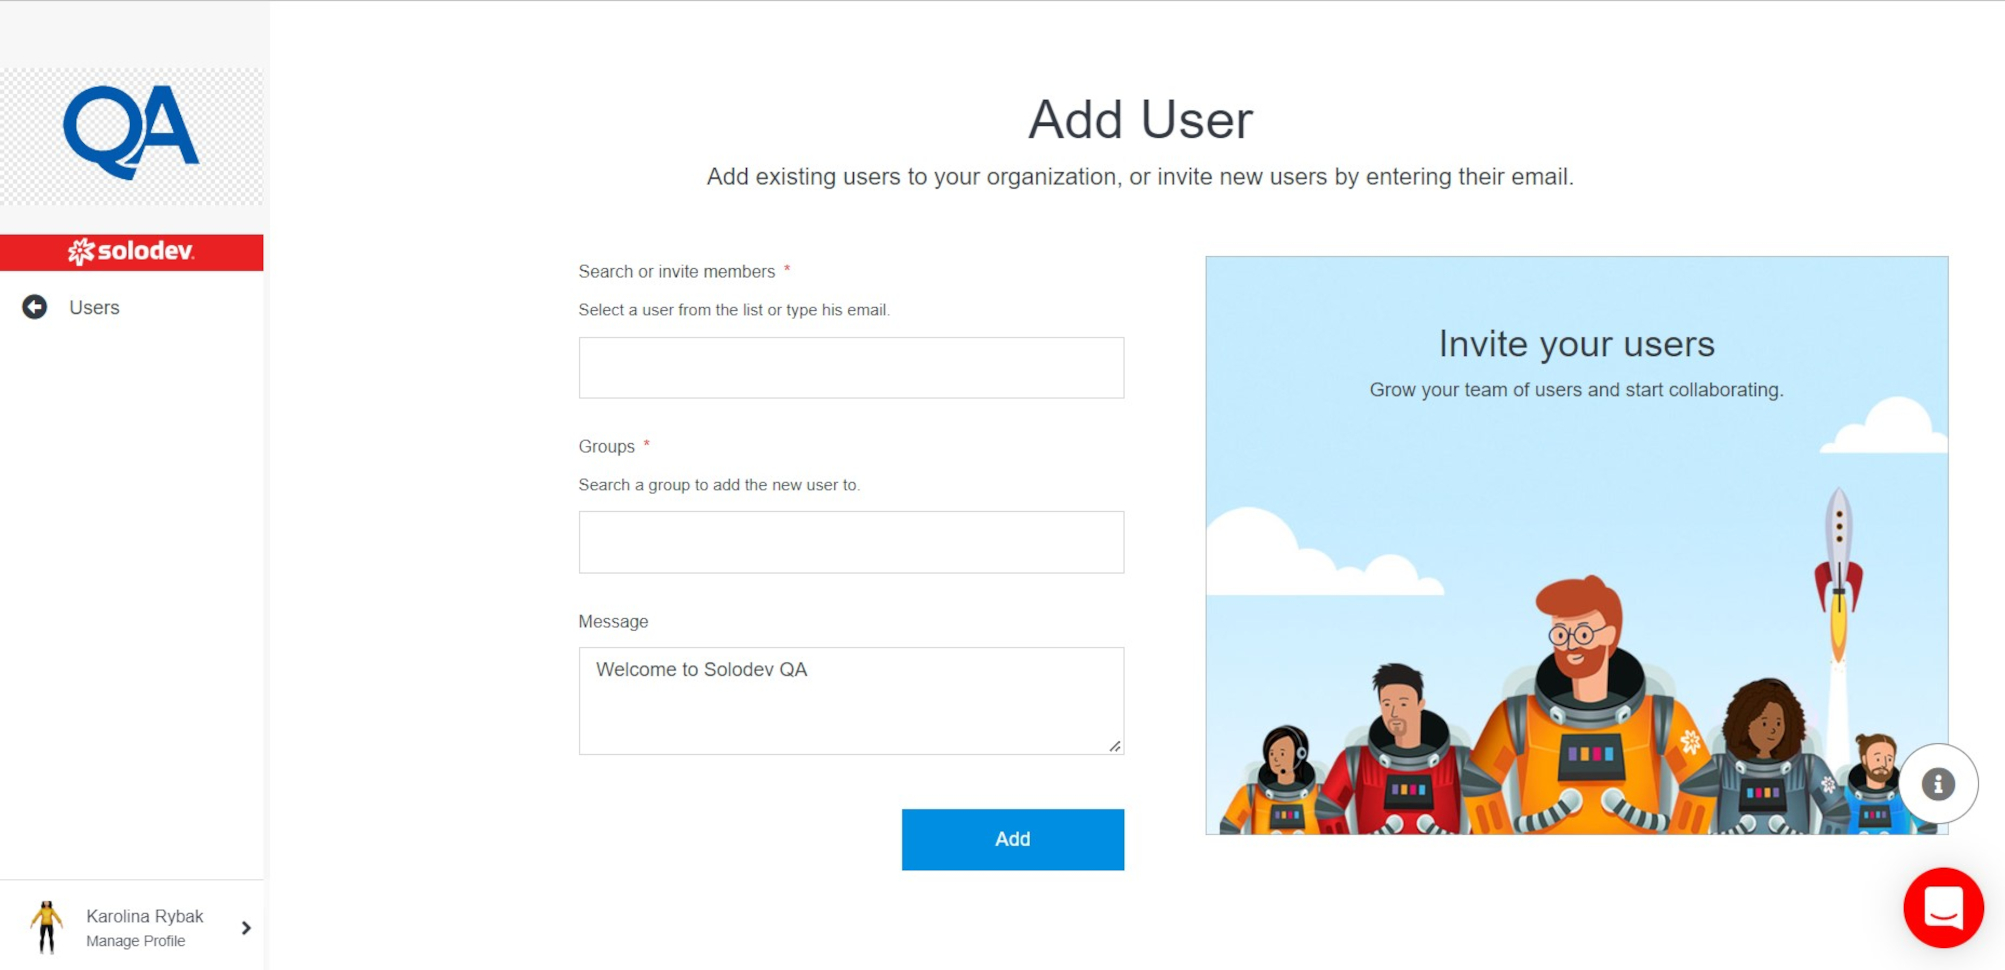 QA
solodev.
Users
Add User
Add existing users to your organization, or invite new users by entering their email.
Search or invite members *
Select a user from the list or type his email.
Groups *
Search a group to add the new user to.
Message
Welcome to Solodev QA
Add
Invite your users
Grow your team of users and start collaborating.
Karolina Rybak
Manage Profile